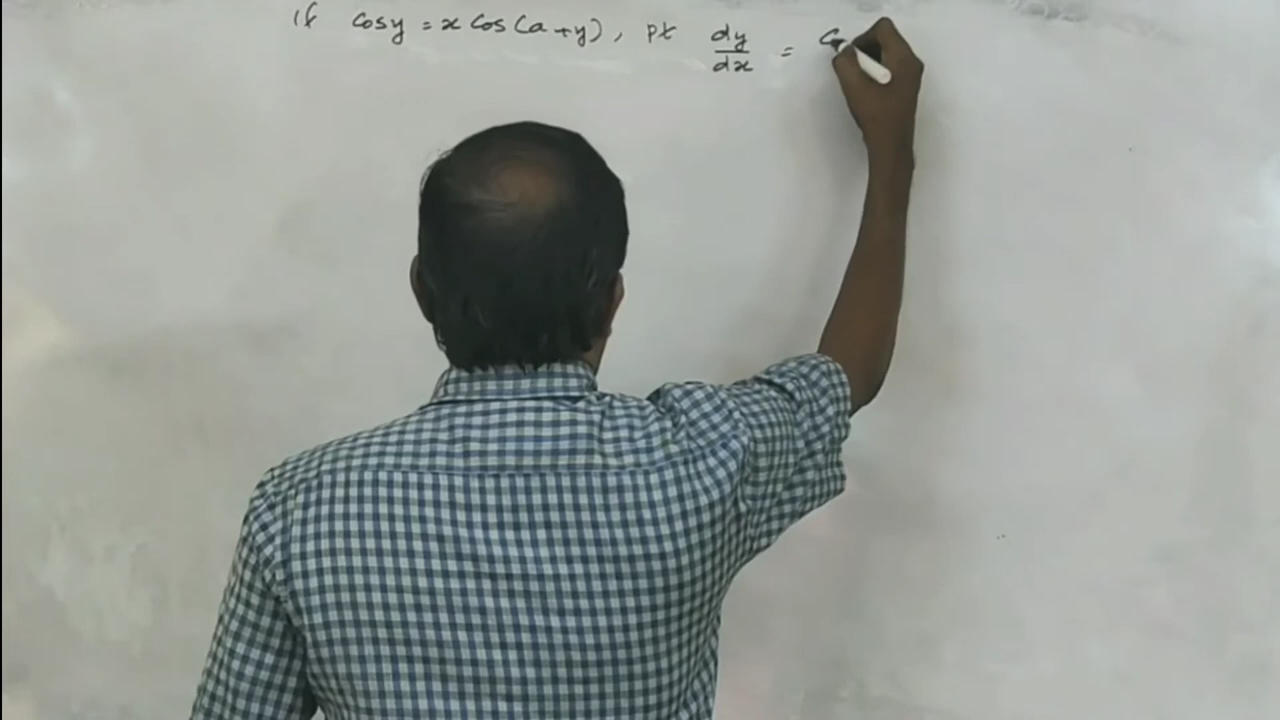 If Cosy = x Cos(a+y), pt dy/dx =